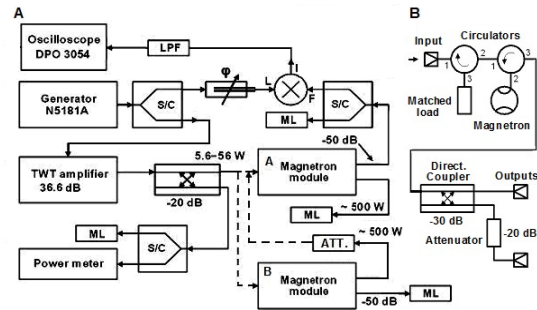 A
B
Oscilloscope
DPO 3054
LPF
I
φ
L
F
Generator
N5181A
S/C
S/C
ML
-50 dB
TWT amplifier
36.6 dB
5.6–56 W
-20 dB
A
Magnetron
module
~ 500 W
ML
ML
S/C
Power meter
ATT.
~ 500 W
B
Magnetron
module
-50 dB
ML
Input
Circulators
1
2
3
1
3
2
Matched
load
Magnetron
Direct.
Coupler
Outputs
-30 dB
Attenuator
-20 dB